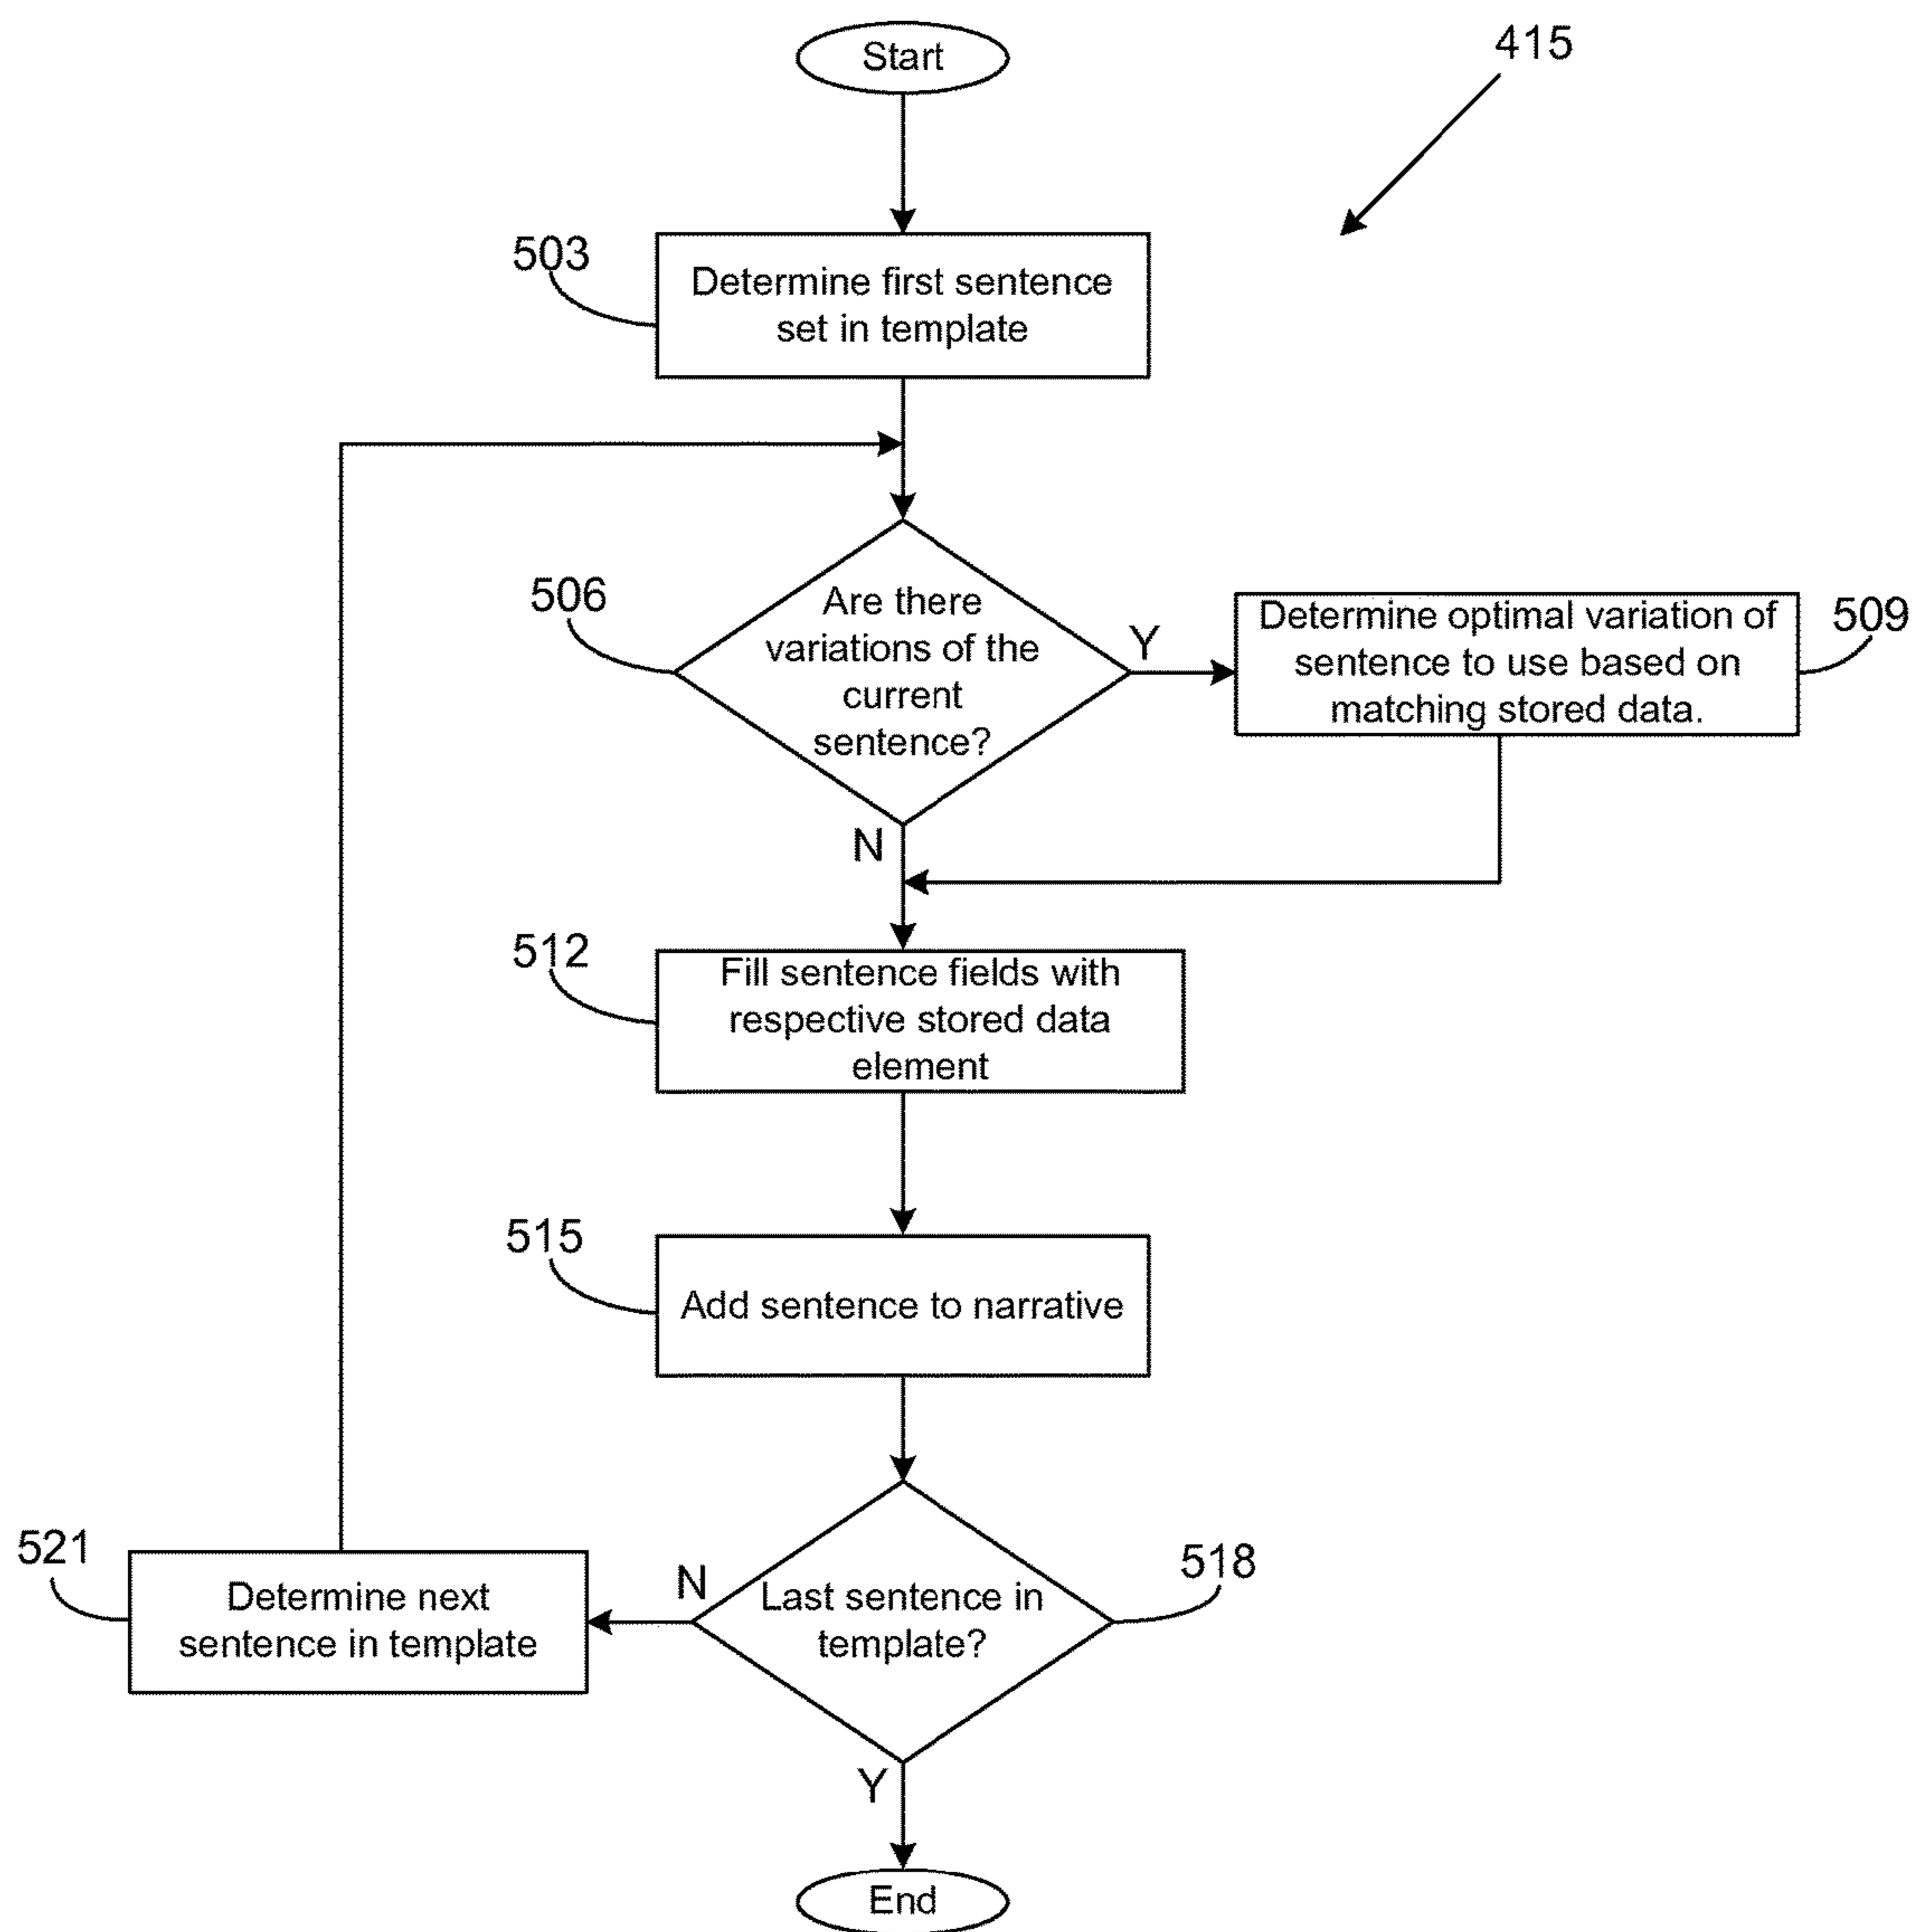 Start
415
503
Determine first sentence
set in template
506
Are there
variations of the
current
sentence?
Y
Determine optimal variation of
sentence to use based on
matching stored data.
509
N
512
Fill sentence fields with
respective stored data
element
515
Add sentence to narrative
521
Determine next
sentence in template
N
Last sentence in
template?
518
Y
End